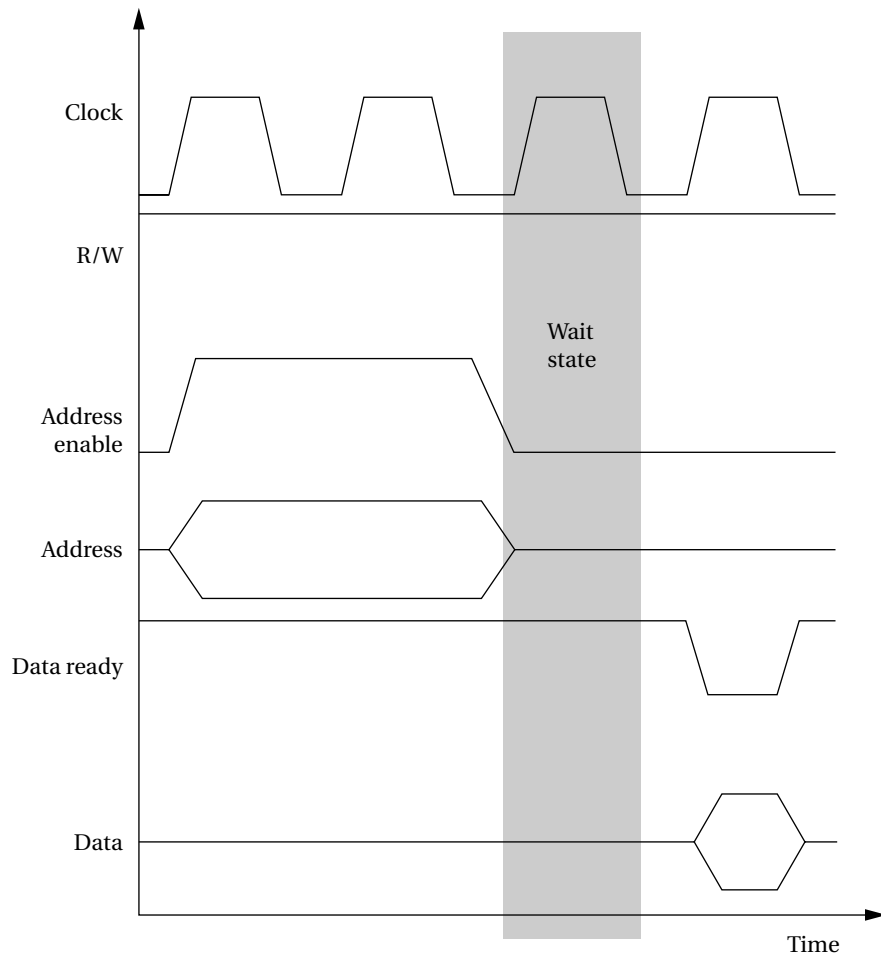 Clock
R/W
Wait
state
Address
enable
Address
Data ready
Data
Time